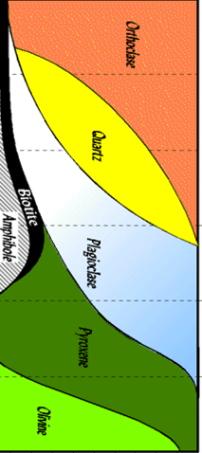 Orthoclase
Quartz
Plagioclase
Biotite
Amphibole
Pyroxene
Olivine